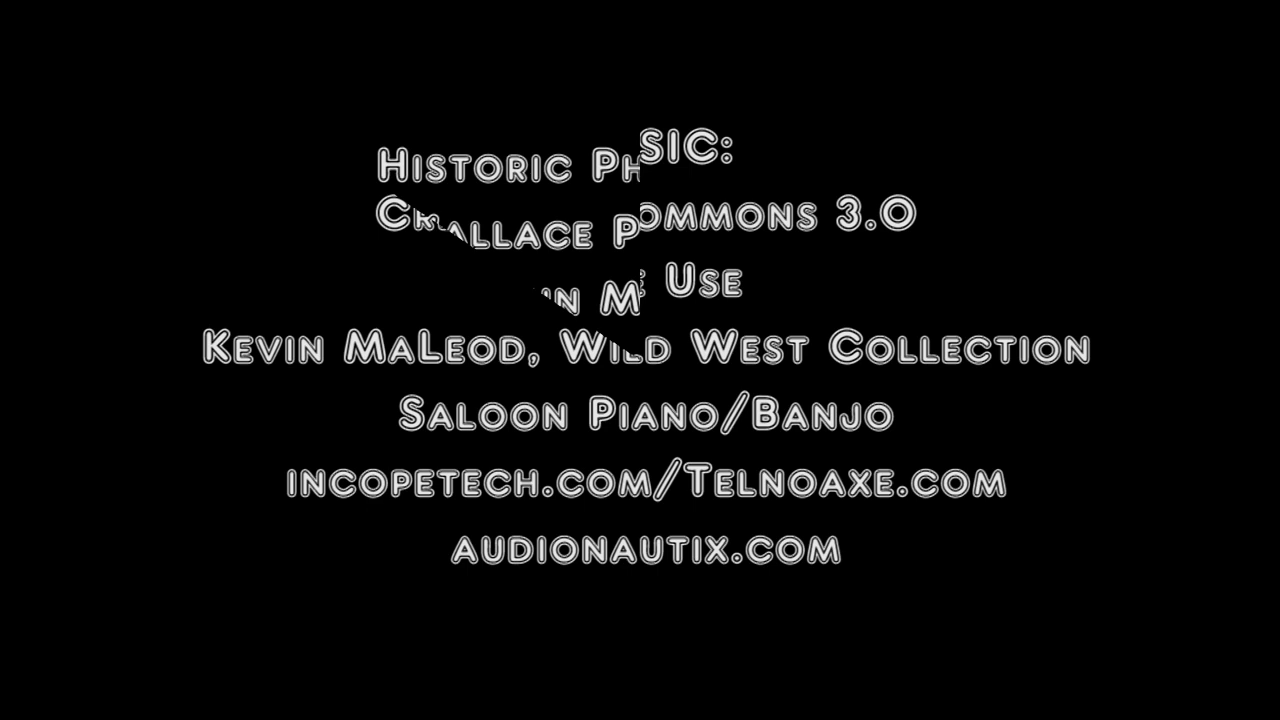 SIC:
Historic Ph
ommons 3.0
allace P
Use
in M
Kevin MaLeod, Wild West Collection
Saloon Piano/Banjo
incopetech.com/Telnoaxe.com
audionautix.com